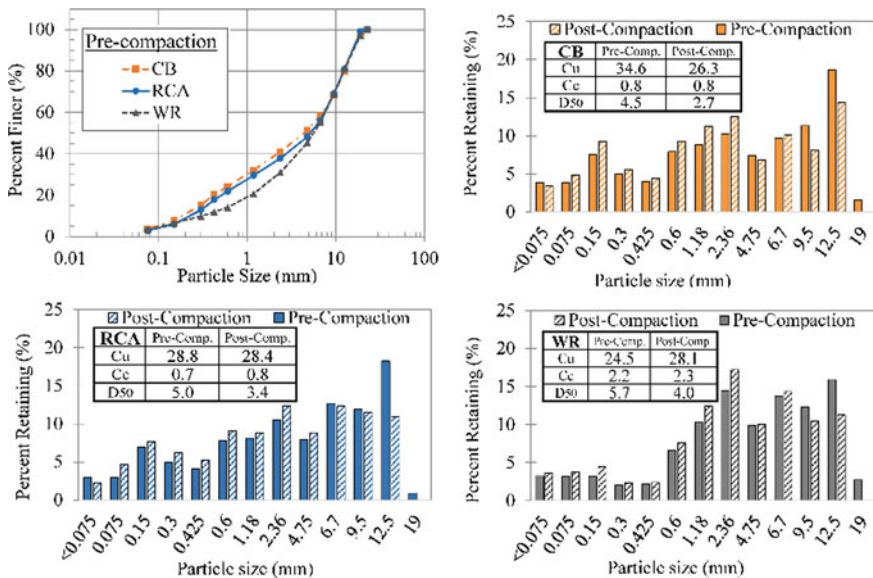 Pre-compaction
CB
RCA
WR
Percent Finer (%)
100
80
60
40
20
0
0.01 0.1 1 10 100
Particle Size (mm)
Post-Compaction Pre-Compaction
CB Pre-Comp. Post-Comp.
Cu 34.6 26.3
Cc 0.8 0.8
D50 4.5 2.7
Percent Retaining (%)
25
20
15
10
5
0
<0.075 0.075 0.15 0.3 0.425 0.6 1.18 2.36 4.75 6.7 9.5 12.5 19
Particle size (mm)
Post-Compaction Pre-Compaction
RCA Pre-Comp. Post-Comp.
Cu 28.8 28.4
Cc 0.7 0.8
D50 5.0 3.4
Percent Retaining (%)
25
20
15
10
5
0
<0.075 0.075 0.15 0.3 0.425 0.6 1.18 2.36 4.75 6.7 9.5 12.5 19
Particle size (mm)
Post-Compaction Pre-Compaction
WR Pre-Comp. Post-Comp
Cu 24.5 28.1
Cc 2.2 2.3
D50 5.7 4.0
Percent Retaining (%)
25
20
15
10
5
0
<0.075 0.075 0.15 0.3 0.425 0.6 1.18 2.36 4.75 6.7 9.5 12.5 19
Particle size (mm)